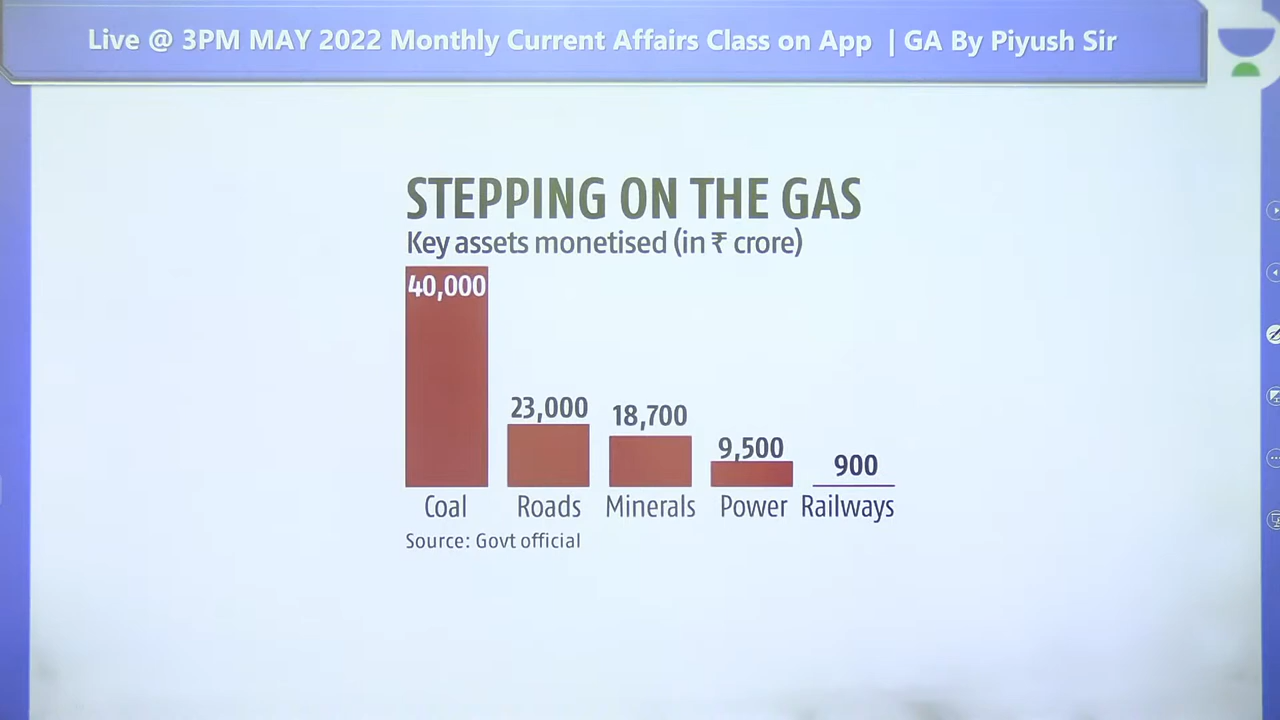 Live @ 3PM MAY 2022 Monthly Current Affairs Class on App | GA By Piyush Sir
STEPPING ON THE GAS
Key assets monetised (in ₹ crore)
40,000
23,000
18,700
9,500
900
Coal Roads Minerals Power Railways
Source: Govt official